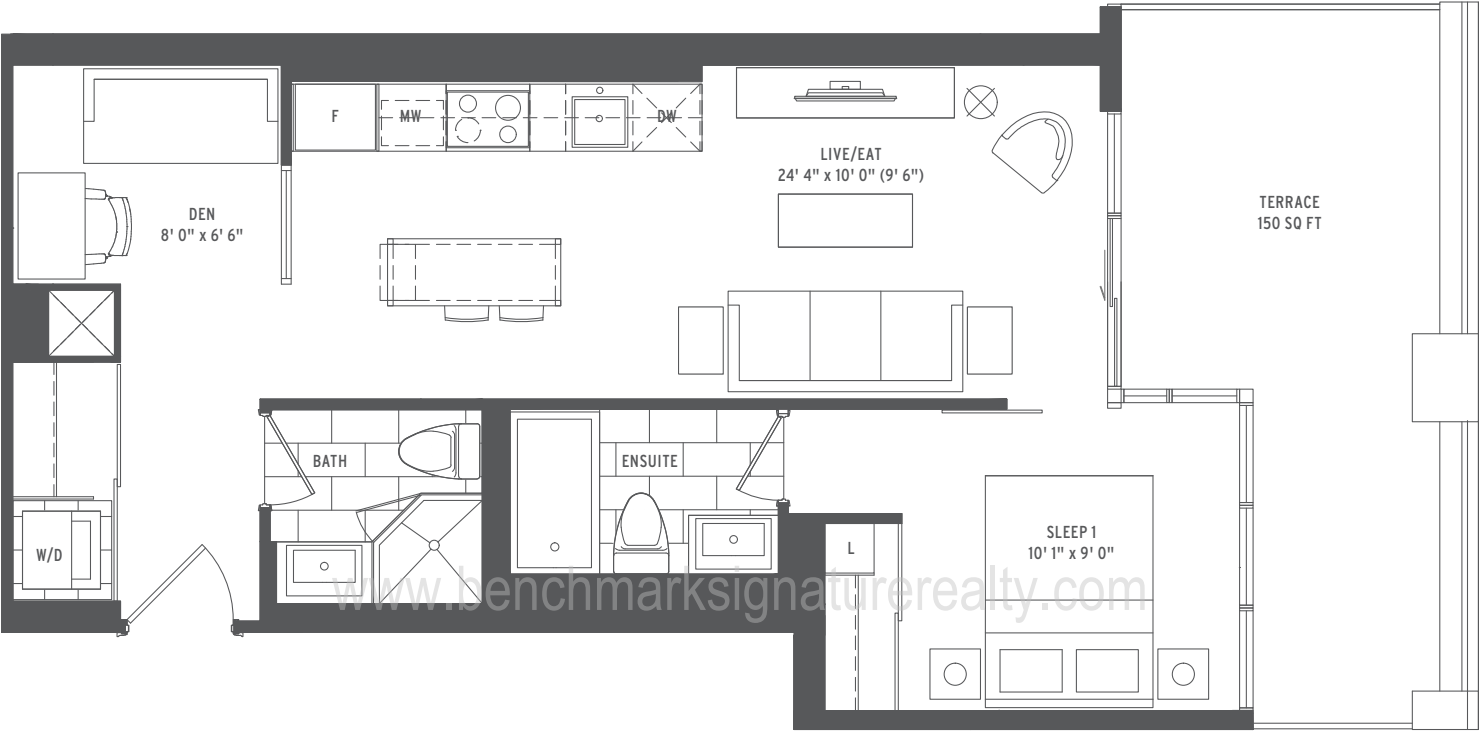 F
MW
DW
LIVE/EAT
24' 4" x 10' 0" (9' 6")
TERRACE
150 SQ FT
DEN
8' 0" x 6' 6"
BATH
ENSUITE
W/D
L
SLEEP 1
10' 1" x 9' 0"
www.benchmarksignaturerealty.com